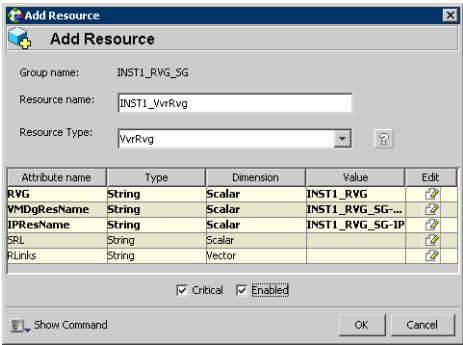 Add Resource
Add Resource
Group name: INST1_RVG_SG
Resource name: INST1_VvrRvg
Resource Type: VvrRvg
?
Attribute name Type Dimension Value Edit
RVG String Scalar INST1_RVG
VMDgResName String Scalar INST1_RVG_SG-...
IPResName String Scalar INST1_RVG_SG-IP
SRL String Scalar
RLinks String Vector
Critical Enabled
Show Command OK Cancel